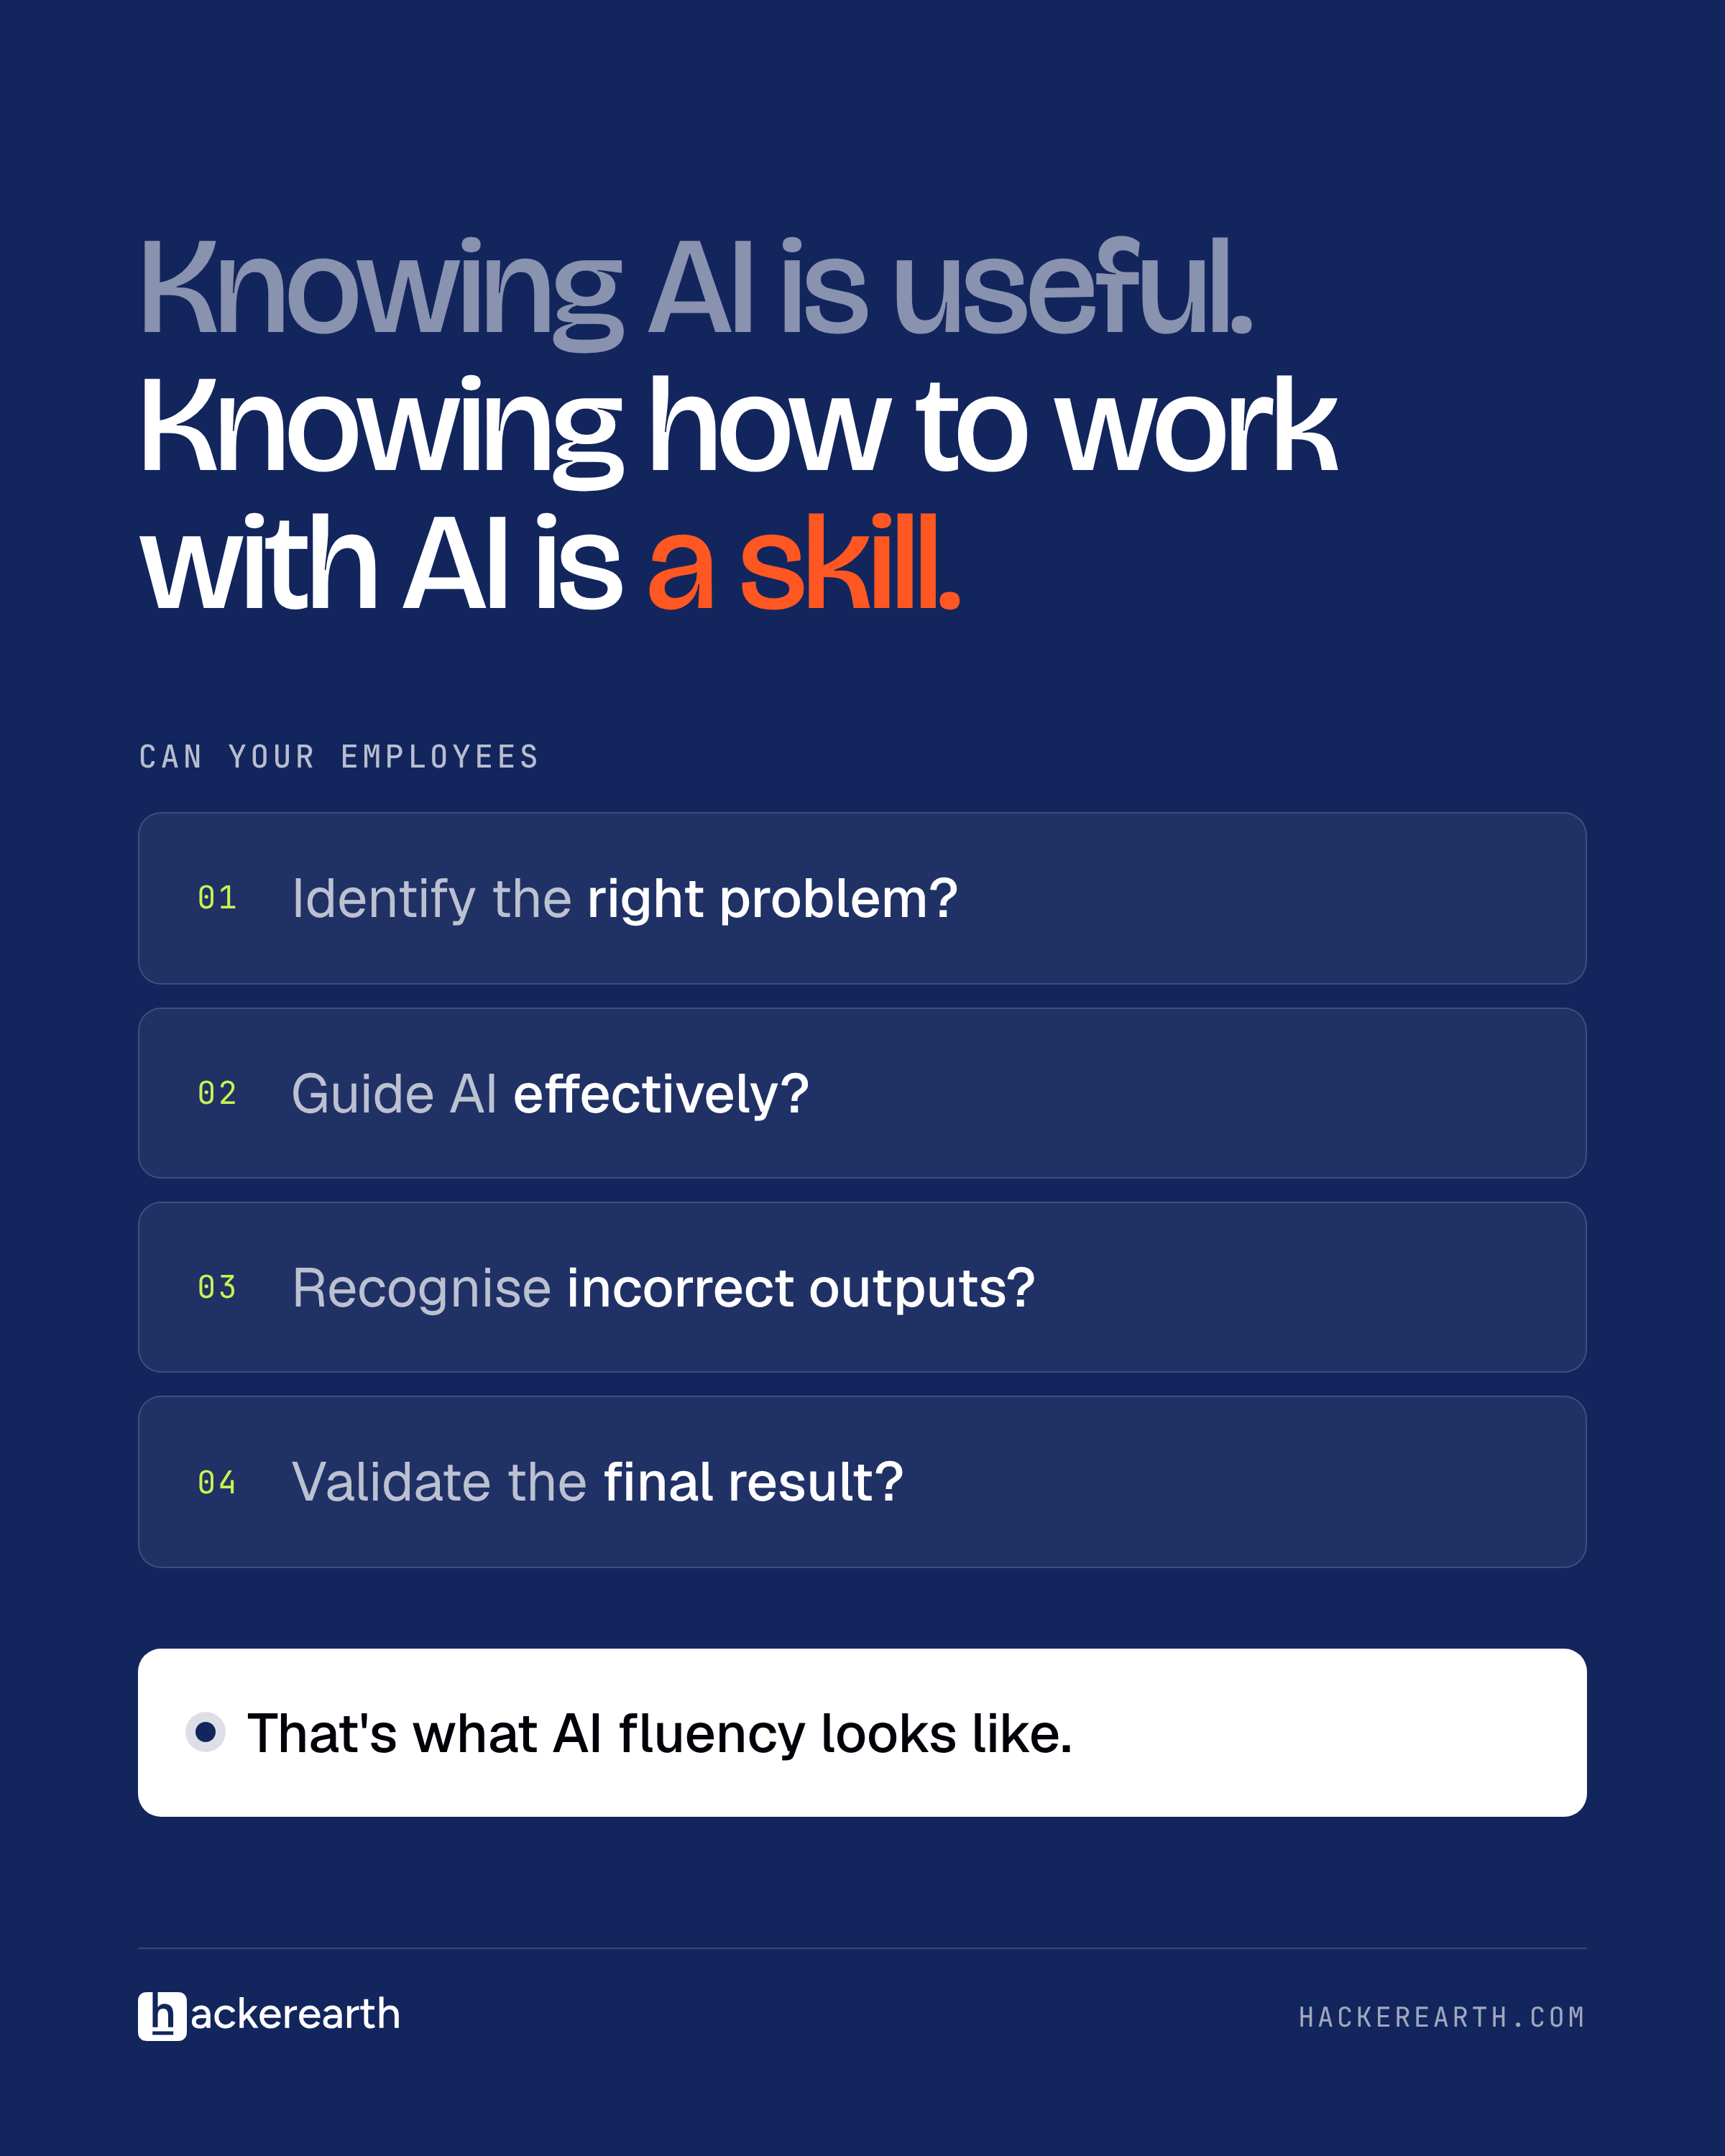 Knowing AI is useful.
Knowing how to work
with AI is a skill.
CAN YOUR EMPLOYEES
01 Identify the right problem?
02 Guide AI effectively?
03 Recognise incorrect outputs?
04 Validate the final result?
That's what AI fluency looks like.
hackerearth
HACKEREARTH.COM